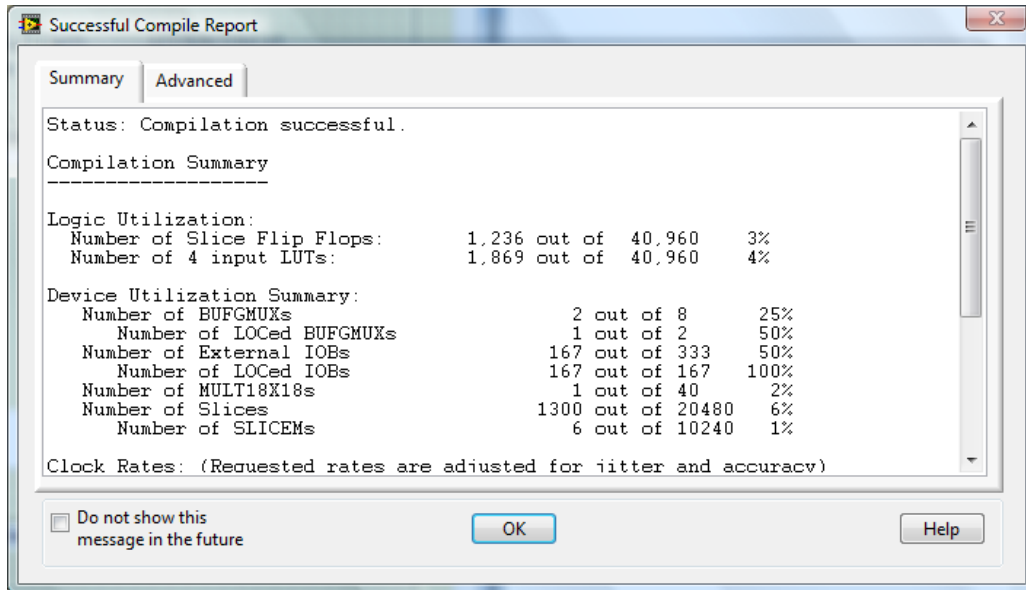 Successful Compile Report
Summary Advanced
Status: Compilation successful.
Compilation Summary
-------------------
Logic Utilization:
Number of Slice Flip Flops: 1,236 out of 40,960 3%
Number of 4 input LUTs: 1,869 out of 40,960 4%
Device Utilization Summary:
Number of BUFGMUXs 2 out of 8 25%
Number of LOCed BUFGMUXs 1 out of 2 50%
Number of External IOBs 167 out of 333 50%
Number of LOCed IOBs 167 out of 167 100%
Number of MULT18X18s 1 out of 40 2%
Number of Slices 1300 out of 20480 6%
Number of SLICEMs 6 out of 10240 1%
Clock Rates: (Requested rates are adjusted for jitter and accuracy)
Do not show this
message in the future
OK
Help